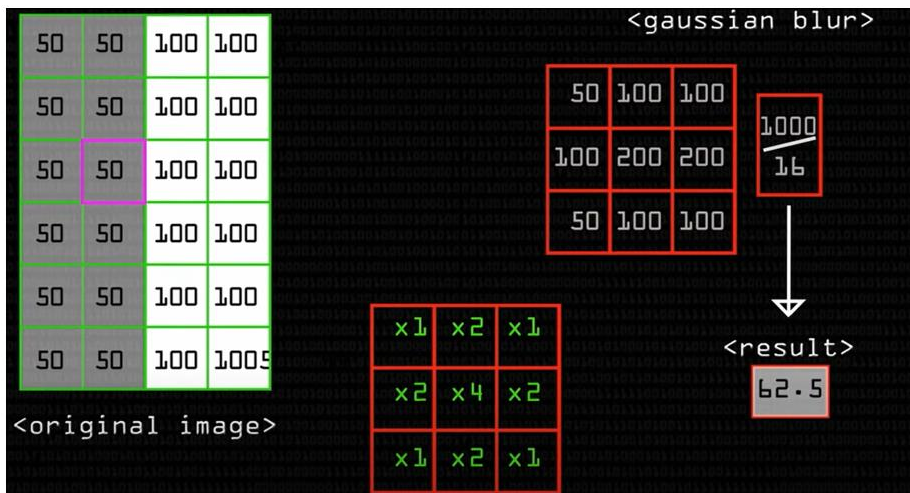 <gaussian blur>
50 50 100 100
50 50 100 100
50 50 100 100
50 50 100 100
50 50 100 100
50 50 100 1005
<original image>
50 100 100
100 200 200
50 100 100
1000
16
x1 x2 x1
x2 x4 x2
x1 x2 x1
<result>
62.5